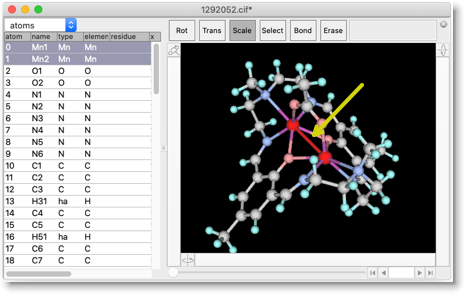 1292052.cif*
atoms
Rot Trans Scale Select Bond Erase
atom name type elemen residue x
0 Mn1 Mn Mn
1 Mn2 Mn Mn
2 O1 O O
3 O2 O O
4 N1 N N
5 N2 N N
6 N3 N N
7 N4 N N
8 N5 N N
9 N6 N N
10 C1 C C
11 C2 C C
12 C3 C C
13 H31 ha H
14 C4 C C
15 C5 C C
16 H51 ha H
17 C6 C C
18 C7 C C